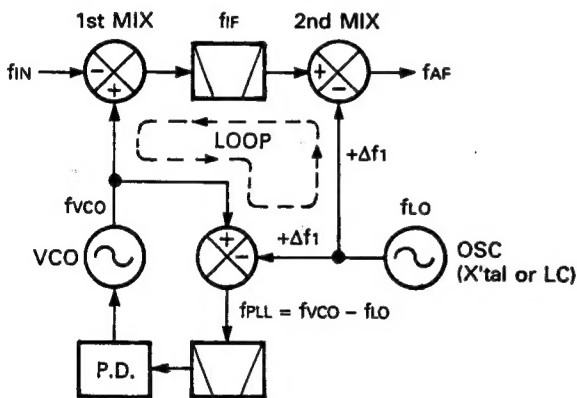 1st MIX
fIF
2nd MIX
fIN
fAF
LOOP
+Δf1
fVCO
fLO
VCO
+Δf1
OSC
(X'tal or LC)
fPLL = fVCO – fLO
P.D.